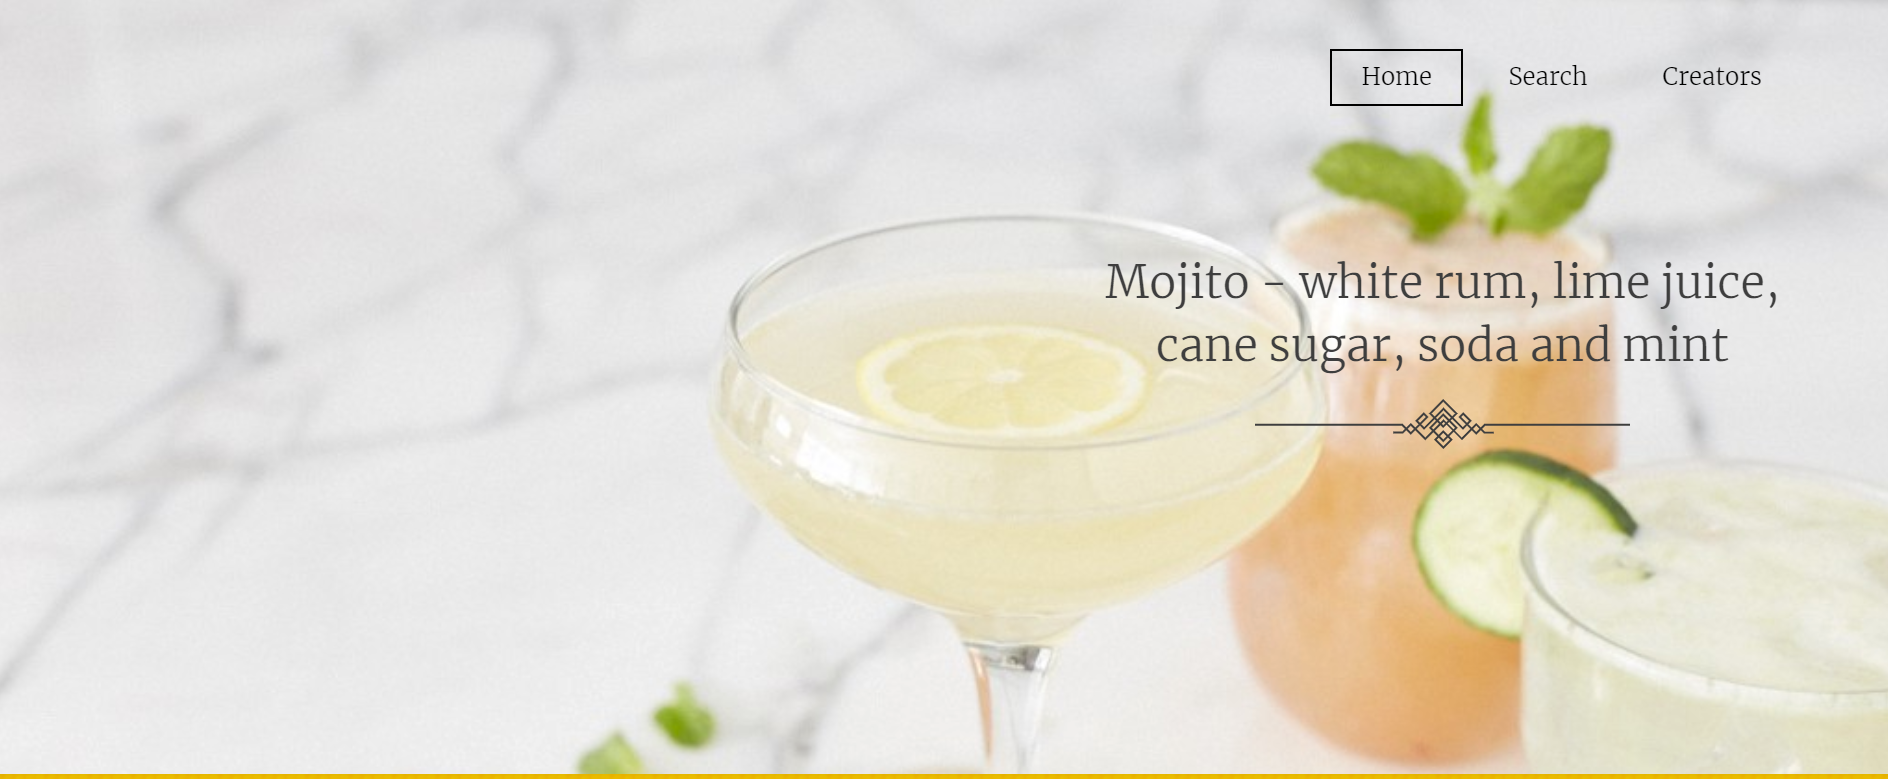 Home Search Creators
Mojito - white rum, lime juice,
cane sugar, soda and mint